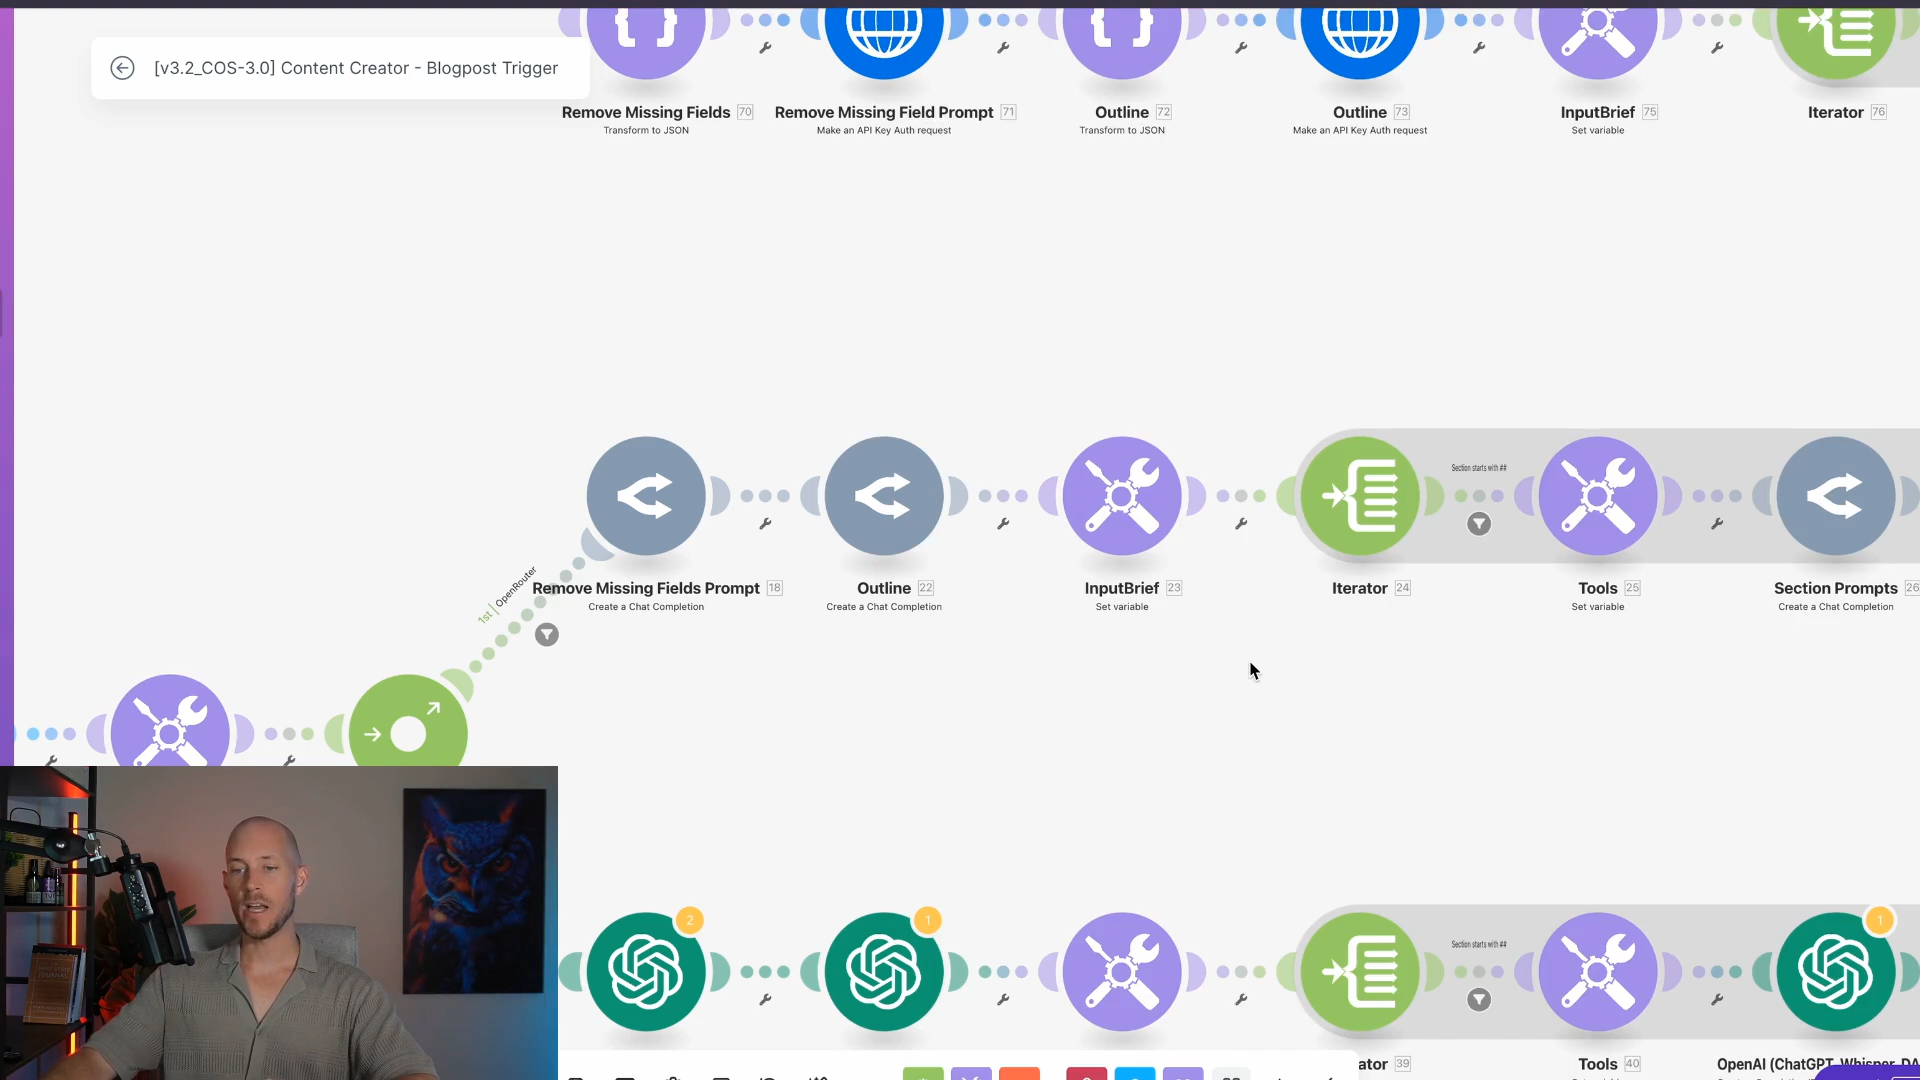 [v3.2_COS-3.0] Content Creator - Blogpost Trigger
Remove Missing Fields 70
Transform to JSON
Remove Missing Field Prompt 71
Make an API Key Auth request
Outline 72
Transform to JSON
Outline 73
Make an API Key Auth request
InputBrief 75
Set variable
Iterator 76
1st | OpenRouter
Remove Missing Fields Prompt 18
Create a Chat Completion
Outline 22
Create a Chat Completion
InputBrief 23
Set variable
Iterator 24
Section starts with ##
Tools 25
Set variable
Section Prompts 26
Create a Chat Completion
2
1
Section starts with ##
1
ator 39
Tools 40
OpenAI (ChatGPT, Whisper, DA